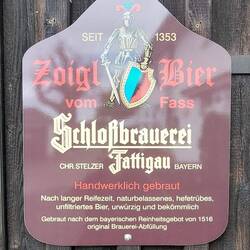 SEIT 1353
Zoigl Bier
vom Fass
Schloßbrauerei
CHR. STELZER Fattigau BAYERN
Handwerklich gebraut
Nach langer Reifezeit, naturbelassenes, hefetrübes,
unfiltriertes Bier, urwürzig und bekömmlich
Gebraut nach dem bayerischen Reinheitsgebot von 1516
original Brauerei-Abfüllung